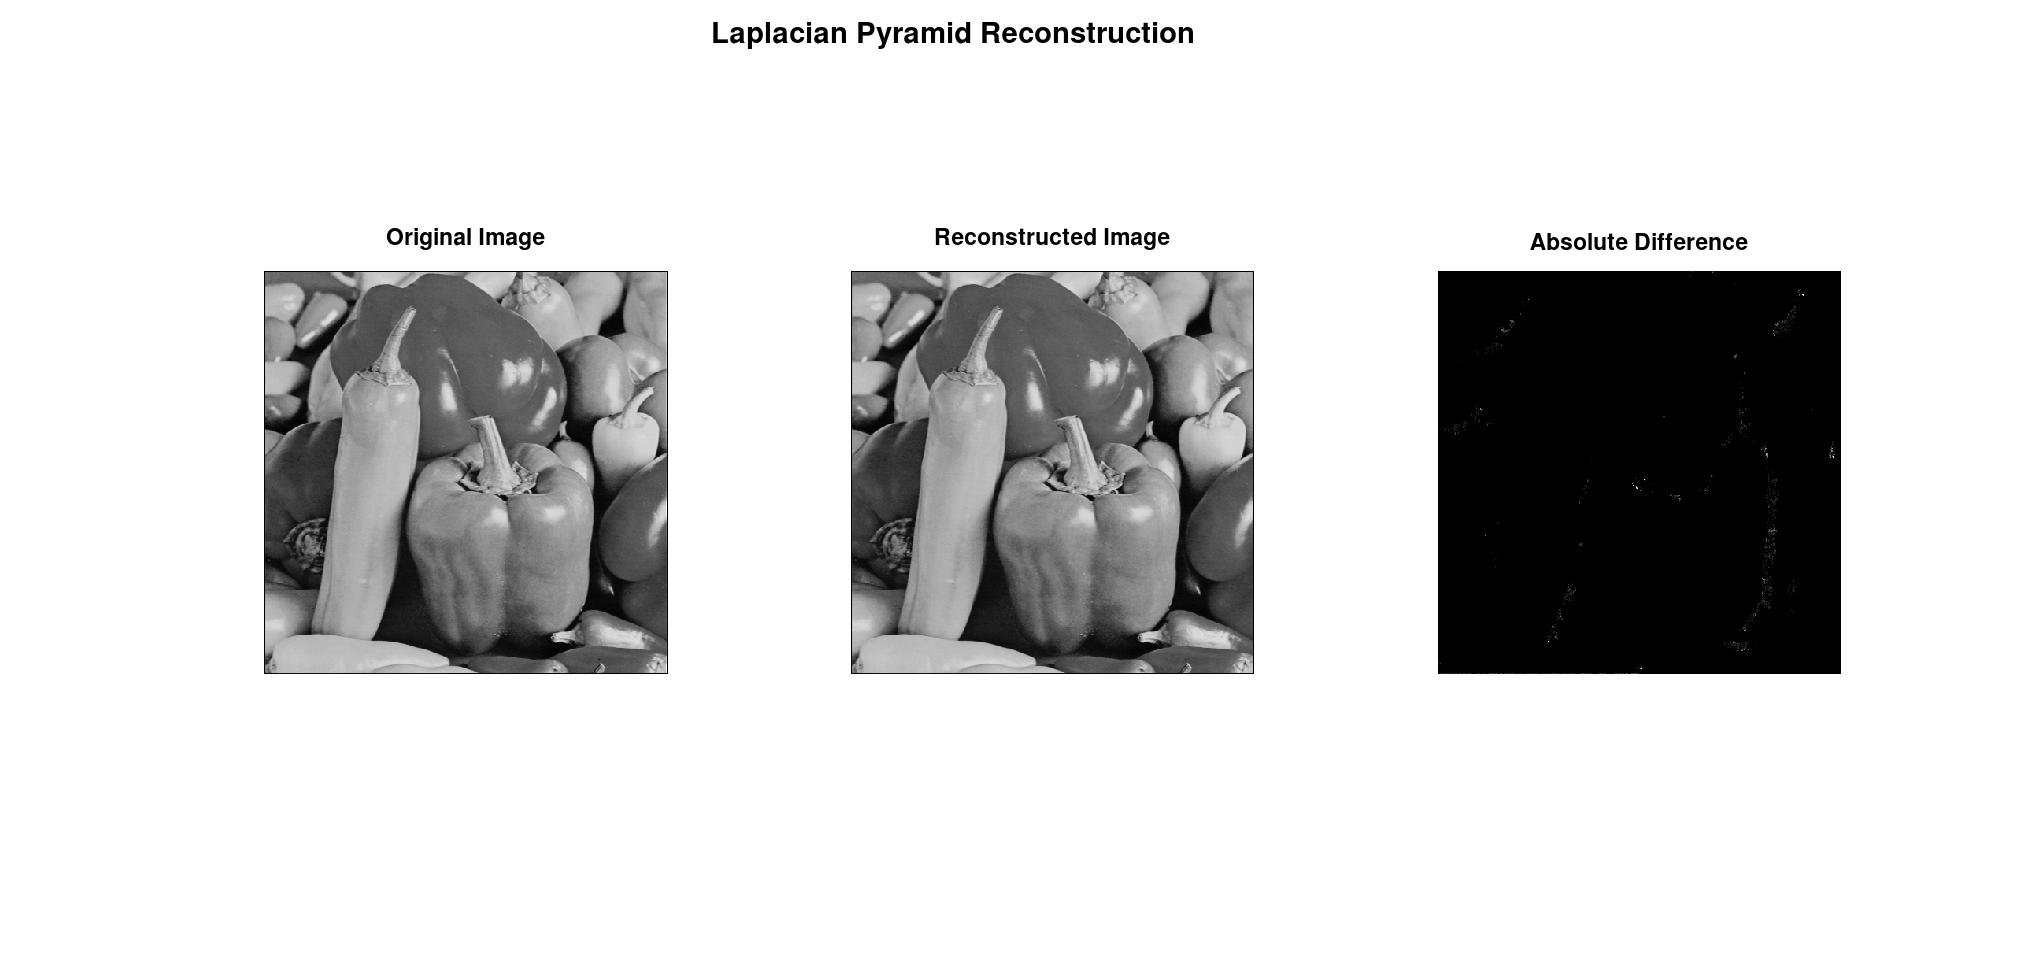 Laplacian Pyramid Reconstruction
Original Image
Reconstructed Image
Absolute Difference